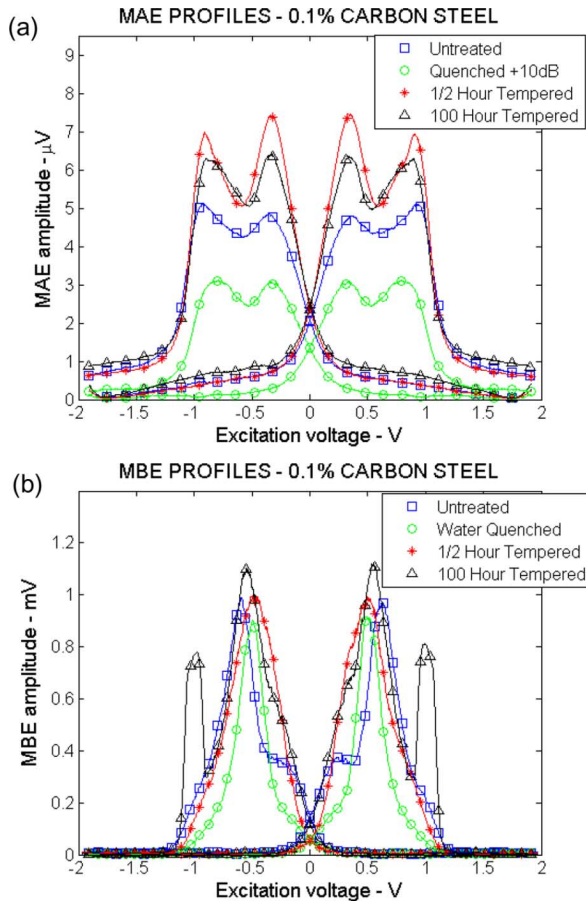 (a)
MAE PROFILES - 0.1% CARBON STEEL
Untreated
Quenched +10dB
1/2 Hour Tempered
100 Hour Tempered
MAE amplitude - μV
9
8
7
6
5
4
3
2
1
0
-2 -1.5 -1 -0.5 0 0.5 1 1.5 2
Excitation voltage - V
(b)
MBE PROFILES - 0.1% CARBON STEEL
Untreated
Water Quenched
1/2 Hour Tempered
100 Hour Tempered
MBE amplitude - mV
1.2
1
0.8
0.6
0.4
0.2
0
-2 -1.5 -1 -0.5 0 0.5 1 1.5 2
Excitation voltage - V